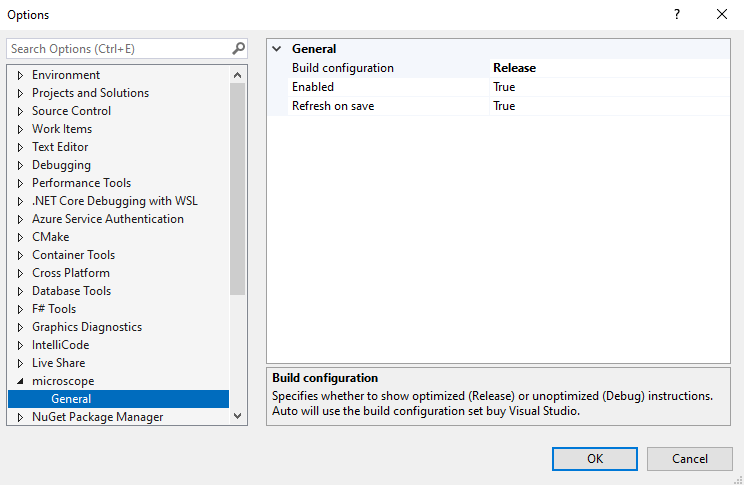 Options
?
Search Options (Ctrl+E)
Environment
Projects and Solutions
Source Control
Work Items
Text Editor
Debugging
Performance Tools
.NET Core Debugging with WSL
Azure Service Authentication
CMake
Container Tools
Cross Platform
Database Tools
F# Tools
Graphics Diagnostics
IntelliCode
Live Share
microscope
General
NuGet Package Manager
General
Build configuration Release
Enabled True
Refresh on save True
Build configuration
Specifies whether to show optimized (Release) or unoptimized (Debug) instructions.
Auto will use the build configuration set buy Visual Studio.
OK Cancel